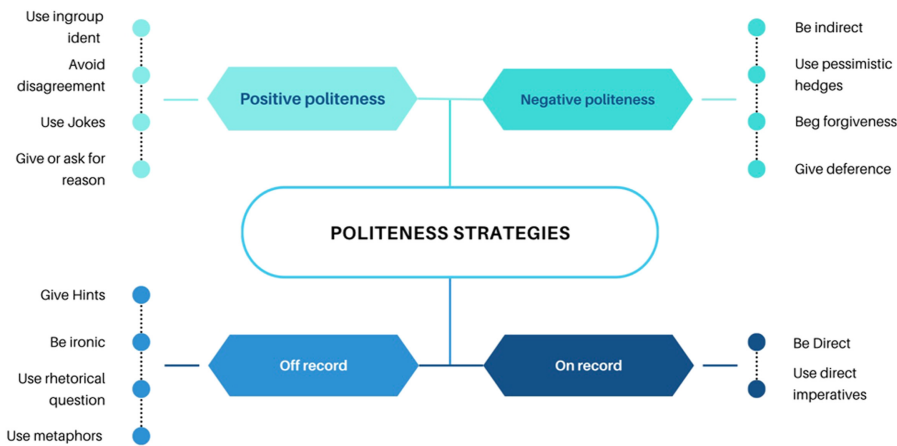 Use ingroup
ident
Avoid
disagreement
Use Jokes
Give or ask for
reason
Positive politeness
Negative politeness
Be indirect
Use pessimistic
hedges
Beg forgiveness
Give deference
POLITENESS STRATEGIES
Give Hints
Be ironic
Use rhetorical
question
Use metaphors
Off record
On record
Be Direct
Use direct
imperatives